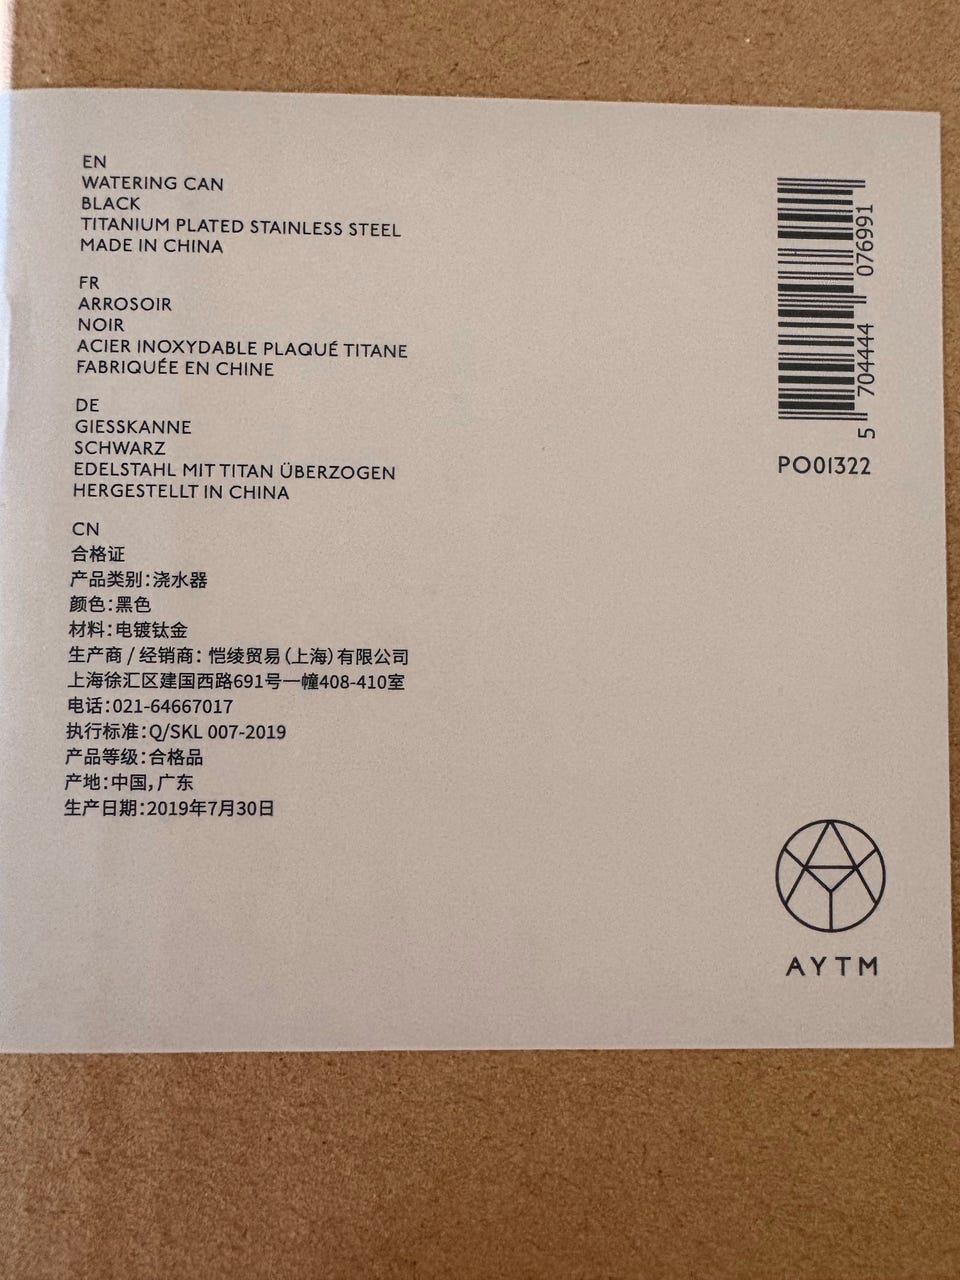 EN
WATERING CAN
BLACK
TITANIUM PLATED STAINLESS STEEL
MADE IN CHINA
FR
ARROSOIR
NOIR
ACIER INOXYDABLE PLAQUÉ TITANE
FABRIQUÉE EN CHINE
DE
GIESSKANNE
SCHWARZ
EDELSTAHL MIT TITAN ÜBERZOGEN
HERGESTELLT IN CHINA
CN
合格证
产品类别：浇水器
颜色：黑色
材料：电镀钛金
生产商 / 经销商： 恺绫贸易（上海）有限公司
上海徐汇区建国西路691号一幢408-410室
电话：021-64667017
执行标准：Q/SKL 007-2019
产品等级：合格品
产地：中国，广东
生产日期：2019年7月30日
5 704444 076991
PO01322
AYTM